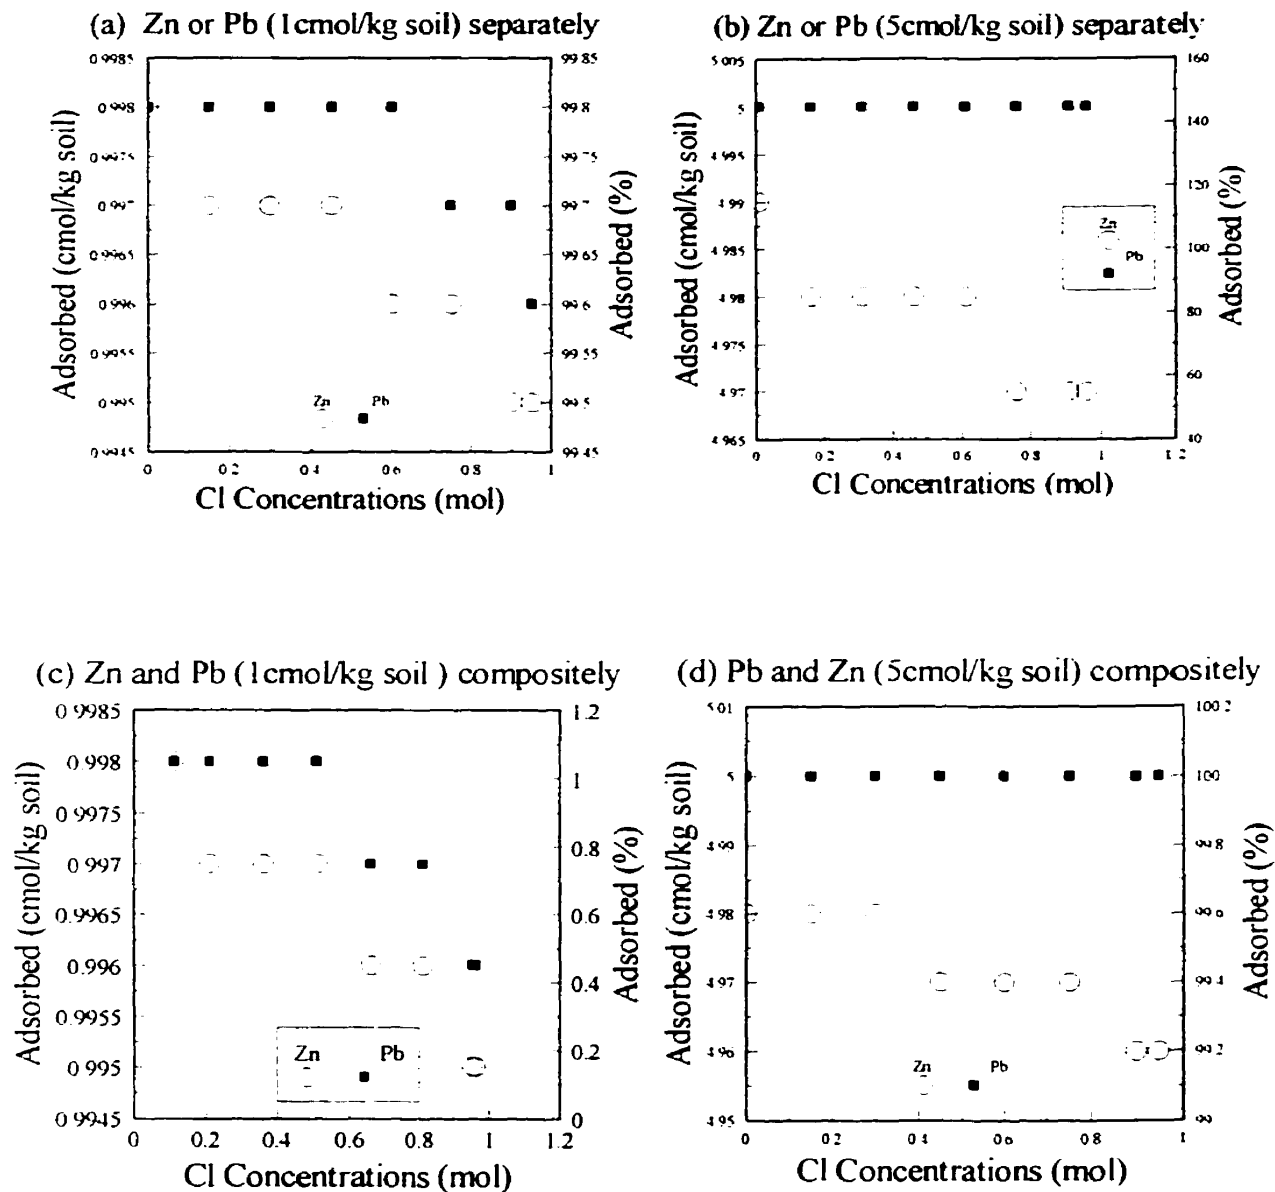 (a) Zn or Pb (1cmol/kg soil) separately
0.9985
0.998
0.9975
0.997
0.9965
0.996
0.9955
0.995
0.9945
Adsorbed (cmol/kg soil)
99.85
99.8
99.75
99.7
99.65
99.6
99.55
99.5
99.45
Adsorbed (%)
Zn Pb
0 0.2 0.4 0.6 0.8 1
Cl Concentrations (mol)
(b) Zn or Pb (5cmol/kg soil) separately
5.005
5
4.995
4.99
4.985
4.98
4.975
4.97
4.965
Adsorbed (cmol/kg soil)
160
140
120
100
80
60
40
Adsorbed (%)
Zn
Pb
0 0.2 0.4 0.6 0.8 1 1.2
Cl Concentrations (mol)
(c) Zn and Pb (1cmol/kg soil ) compositely
0.9985
0.998
0.9975
0.997
0.9965
0.996
0.9955
0.995
0.9945
Adsorbed (cmol/kg soil)
1.2
1
0.8
0.6
0.4
0.2
0
Adsorbed (%)
Zn Pb
0 0.2 0.4 0.6 0.8 1 1.2
Cl Concentrations (mol)
(d) Pb and Zn (5cmol/kg soil) compositely
5.01
5
4.99
4.98
4.97
4.96
4.95
Adsorbed (cmol/kg soil)
100.2
100
99.8
99.6
99.4
99.2
99
Adsorbed (%)
Zn Pb
0 0.2 0.4 0.6 0.8 1
Cl Concentrations (mol)